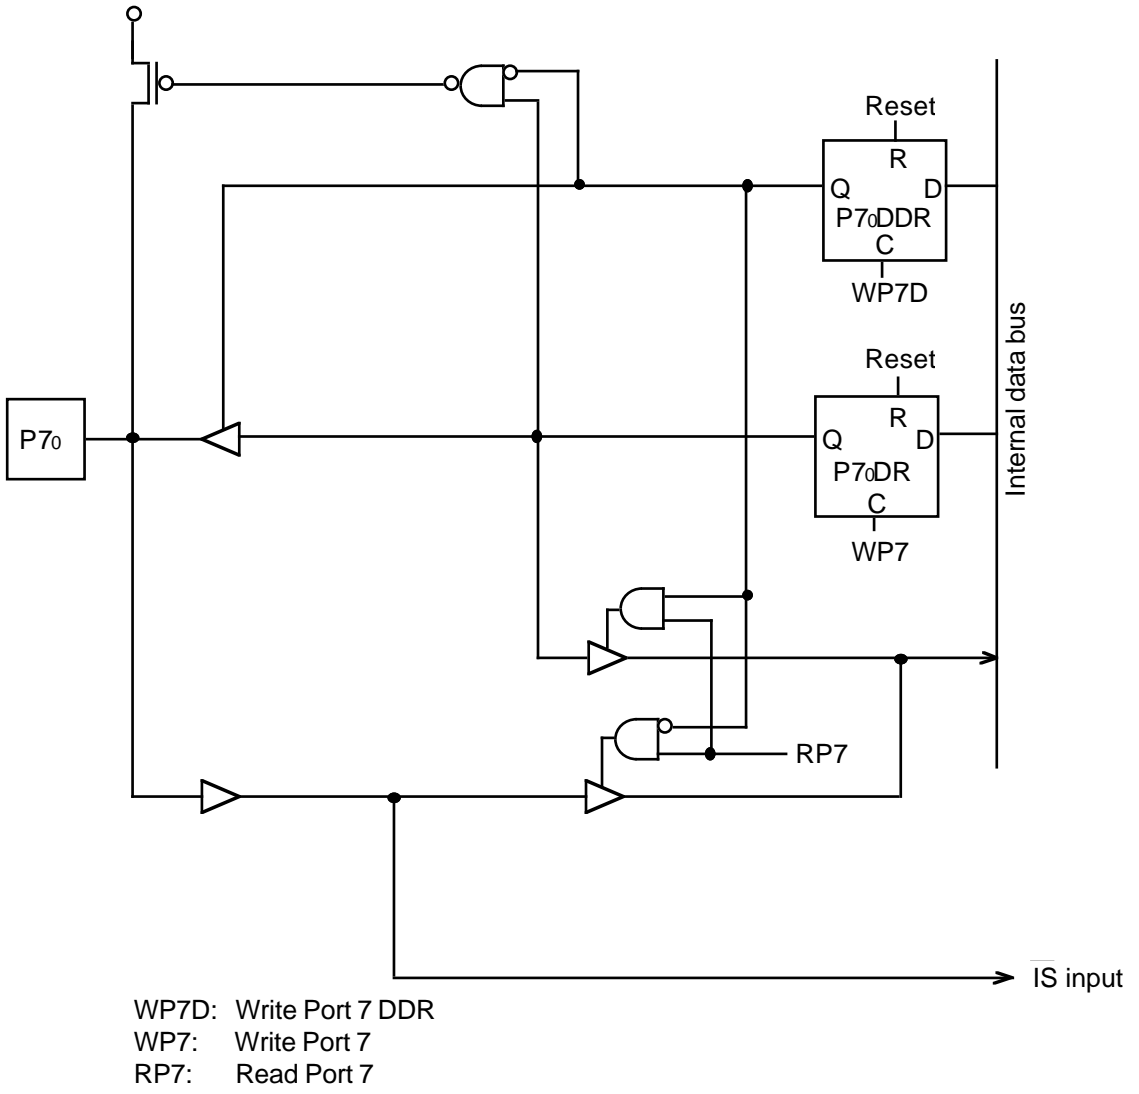 Reset
R
Q D
P7₀DDR
C
WP7D
Internal data bus
Reset
R
P7₀
Q D
P7₀DR
C
WP7
RP7
I̅S̅ input
WP7D: Write Port 7 DDR
WP7: Write Port 7
RP7: Read Port 7